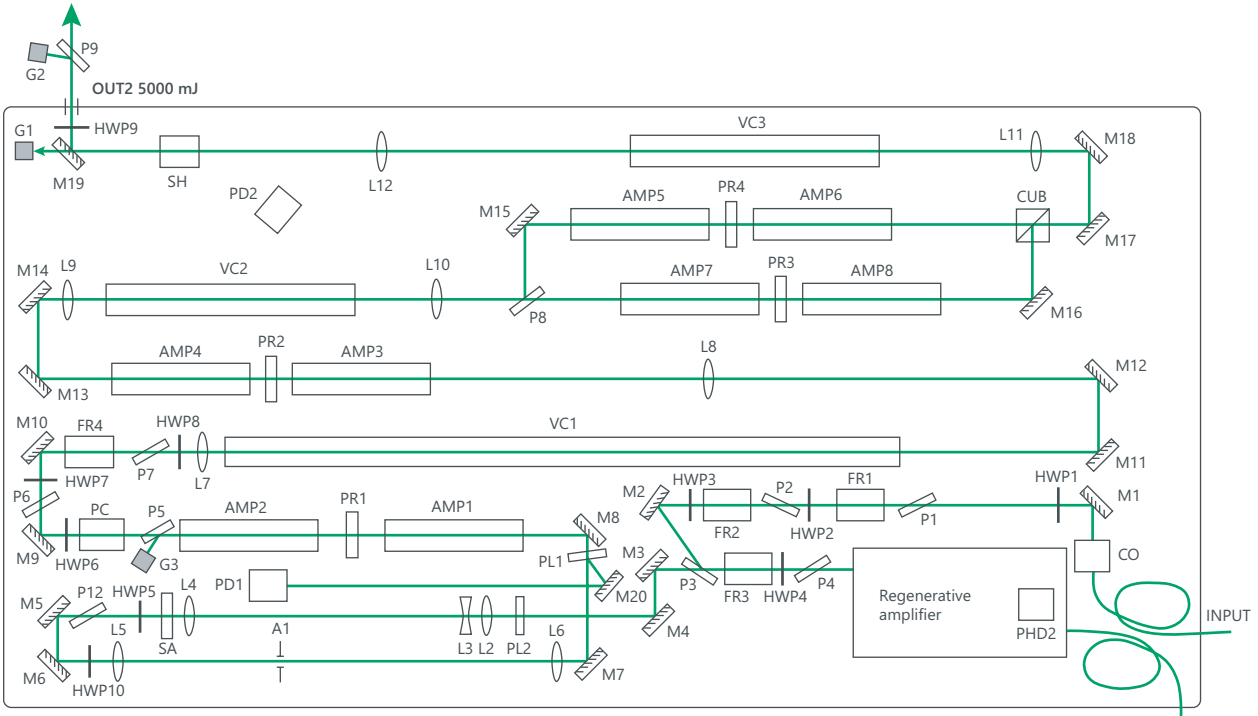 P9
G2
OUT2 5000 mJ
G1
HWP9
M19
SH
L12
VC3
L11
M18
PD2
M15
AMP5
PR4
AMP6
CUB
M17
M14
L9
VC2
L10
P8
AMP7
PR3
AMP8
M16
M13
AMP4
PR2
AMP3
L8
M12
M10
FR4
HWP8
VC1
HWP7
P7
L7
M11
P6
M9
HWP6
PC
P5
G3
AMP2
PR1
AMP1
M8
PL1
M2
HWP3
FR2
P2
HWP2
FR1
P1
HWP1
M1
CO
M3
P3
FR3
HWP4
P4
Regenerative
amplifier
PHD2
INPUT
PD1
M20
M5
P12
HWP5
L4
SA
A1
L3
L2
PL2
M4
M6
HWP10
L5
L6
M7